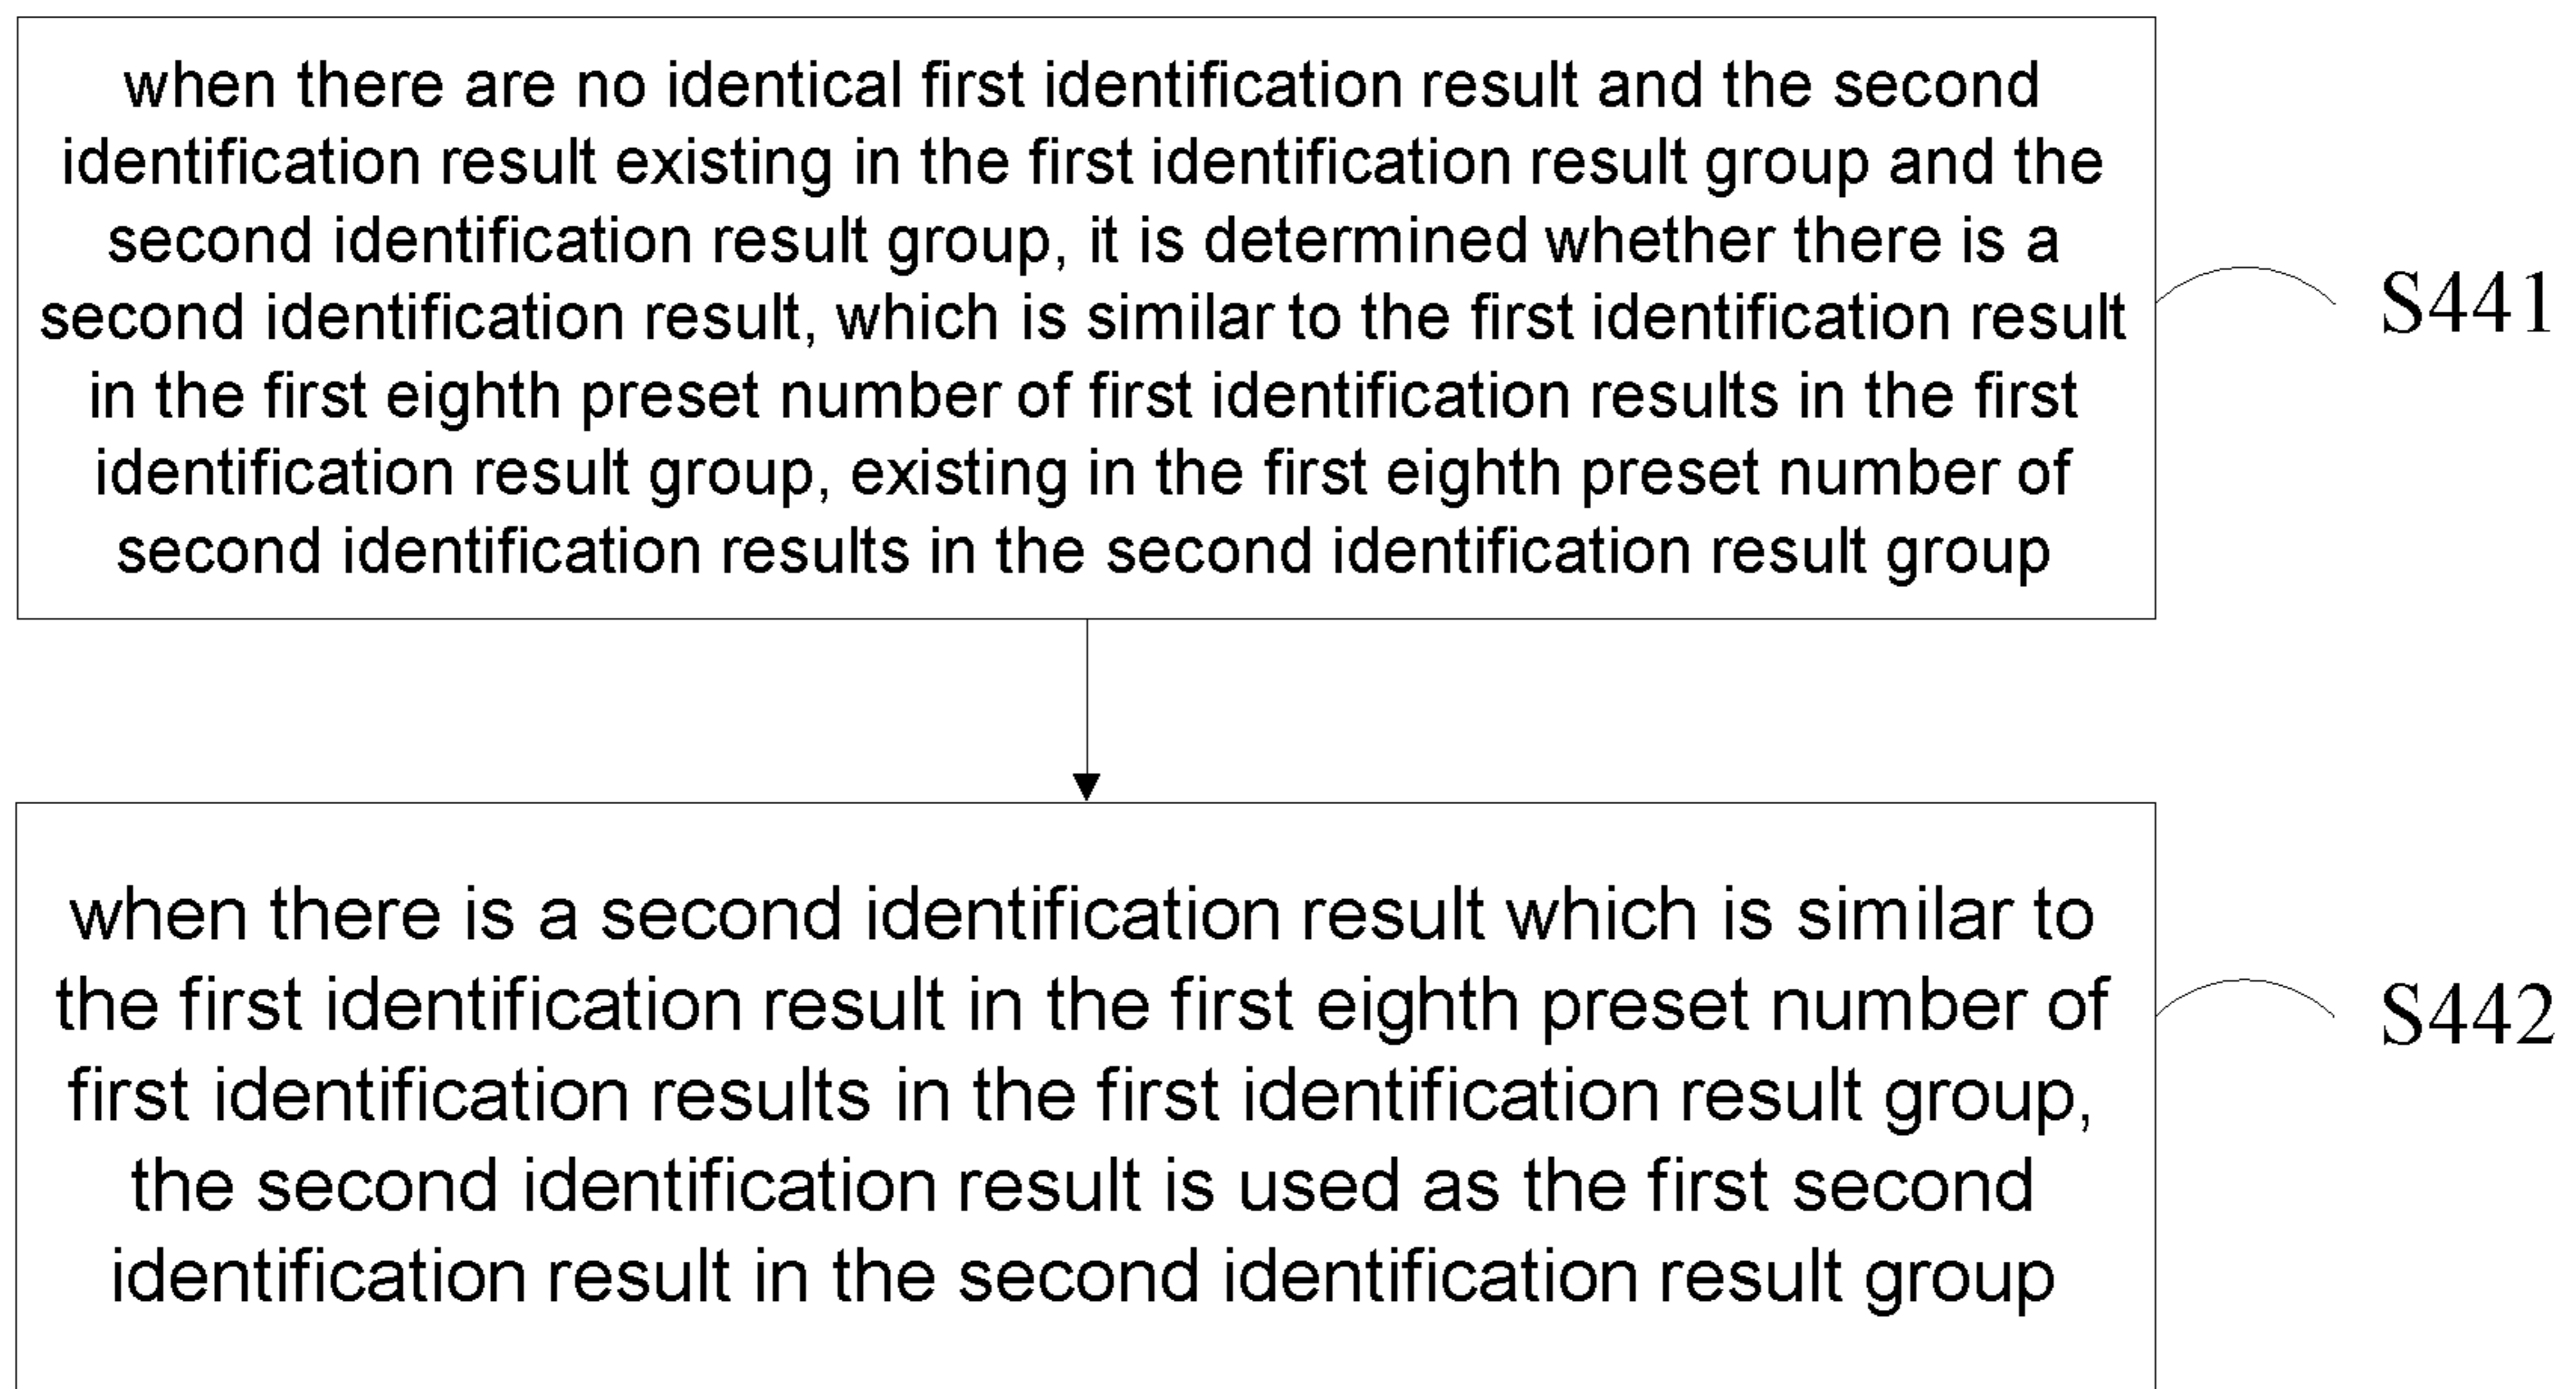 when there are no identical first identification result and the second
identification result existing in the first identification result group and the
second identification result group, it is determined whether there is a
second identification result, which is similar to the first identification result
in the first eighth preset number of first identification results in the first
identification result group, existing in the first eighth preset number of
second identification results in the second identification result group
S441
when there is a second identification result which is similar to
the first identification result in the first eighth preset number of
first identification results in the first identification result group,
the second identification result is used as the first second
identification result in the second identification result group
S442